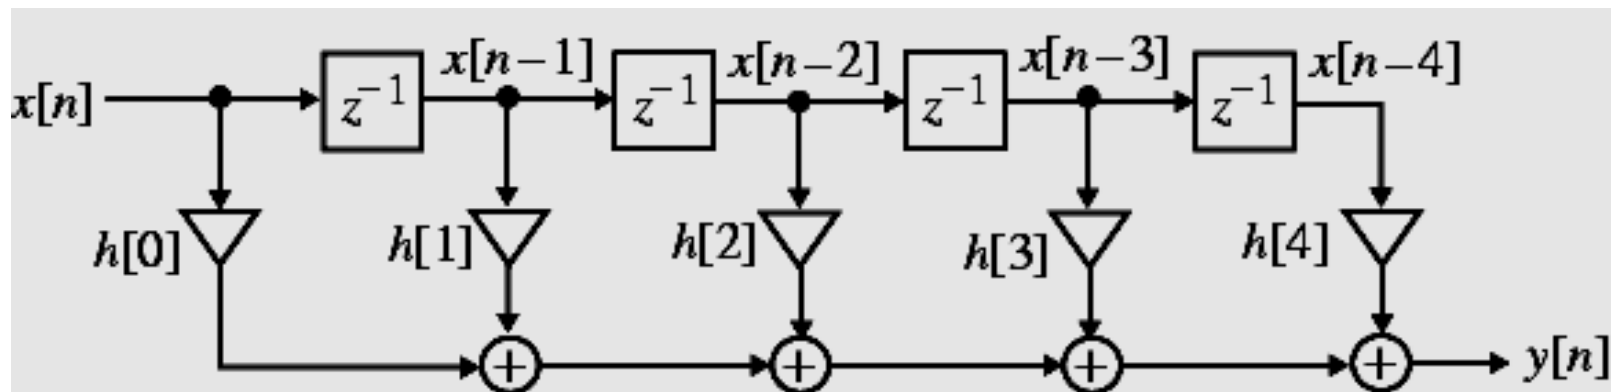 x[n] z⁻¹ x[n−1] z⁻¹ x[n−2] z⁻¹ x[n−3] z⁻¹ x[n−4]
h[0] h[1] h[2] h[3] h[4]
+ + + + y[n]